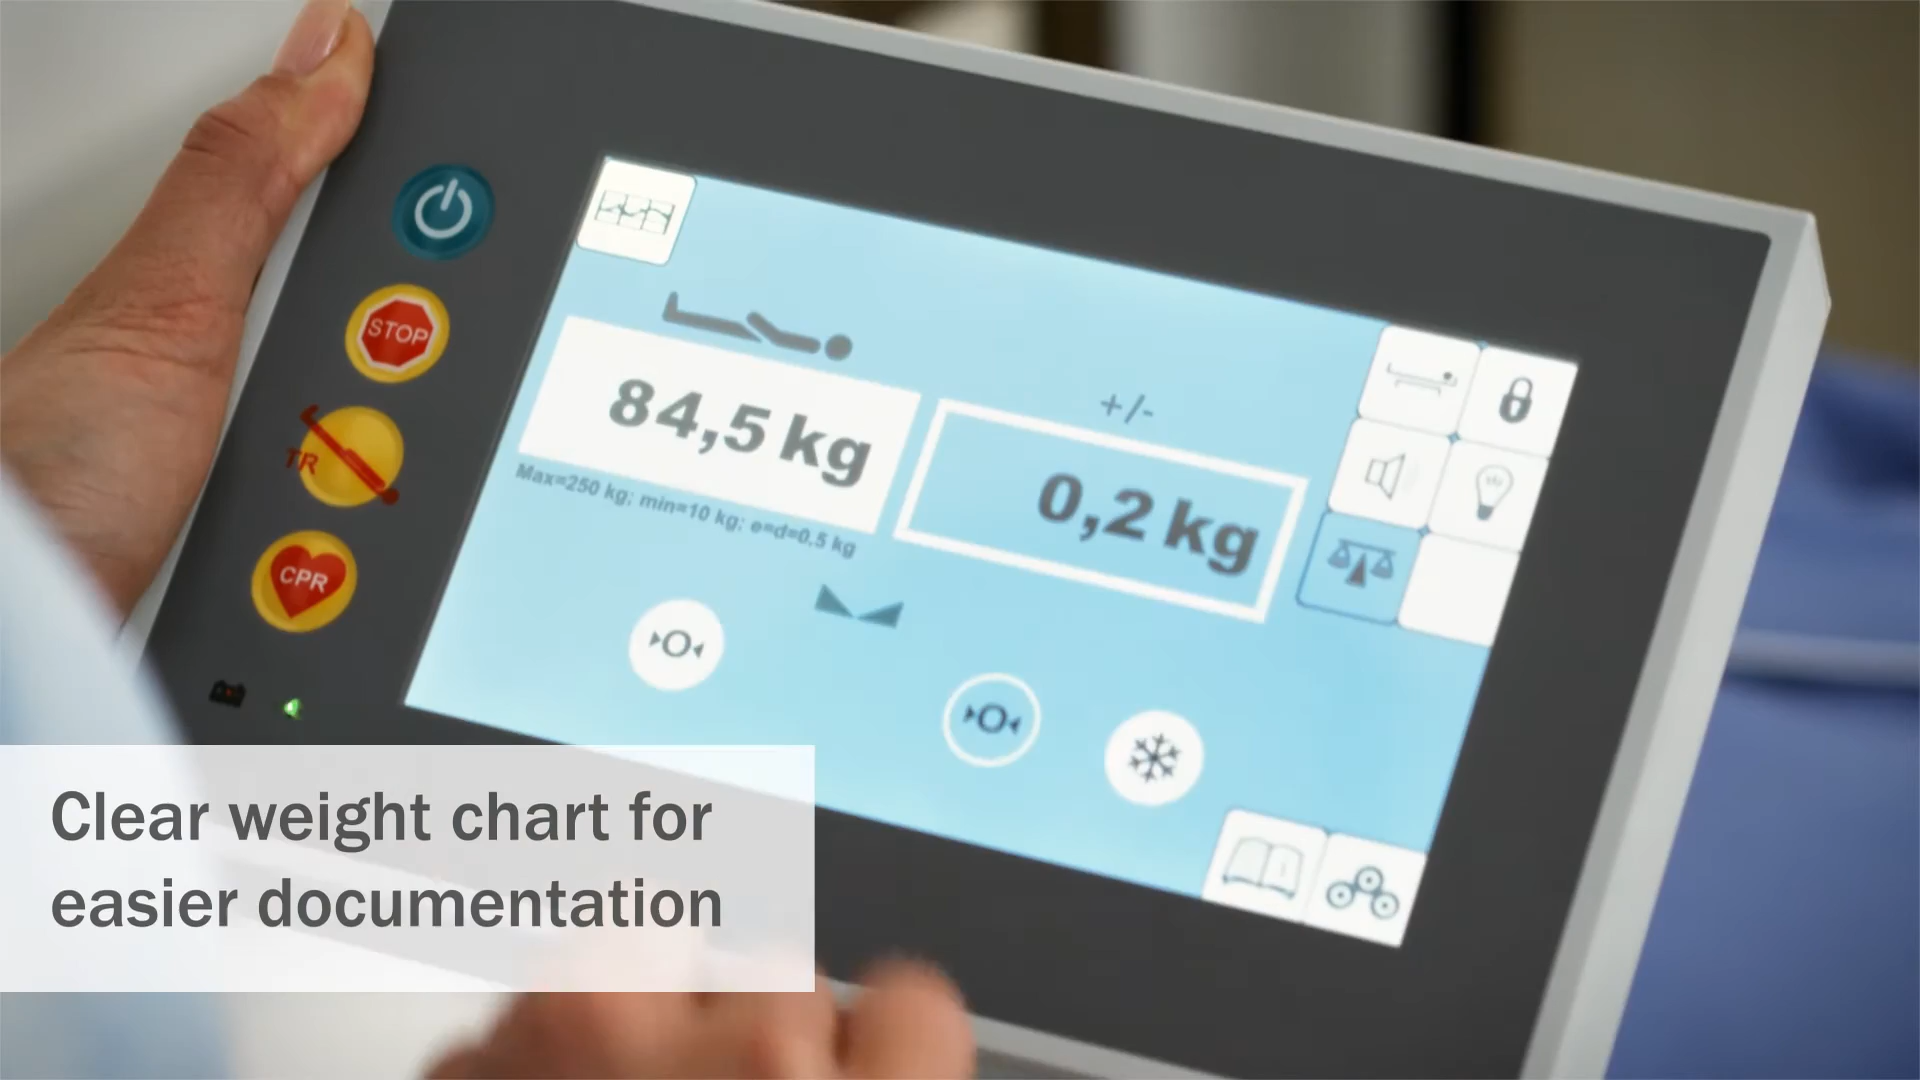 STOP
TR
CPR
84,5 kg
Max=250 kg; min=10 kg; e=d=0,5 kg
+/-
0,2 kg
Clear weight chart for
easier documentation